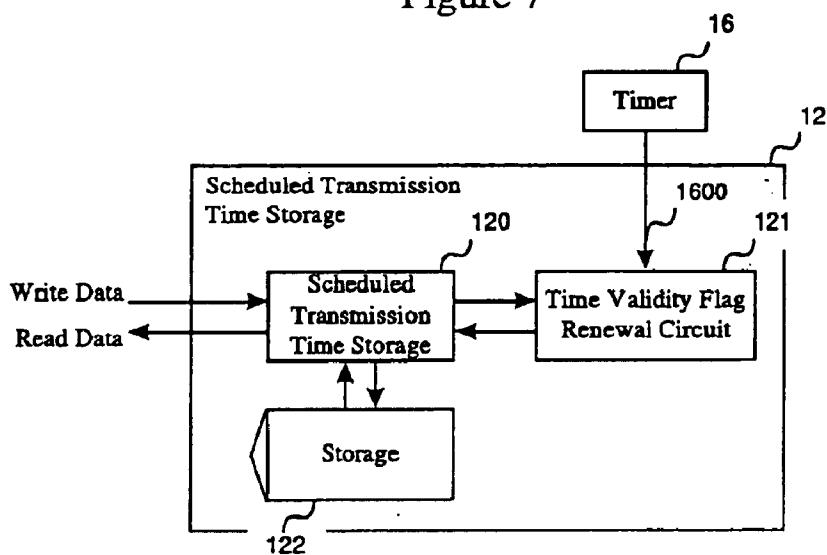 Figure 7
16
Timer
12
Scheduled Transmission
Time Storage
1600
120
121
Write Data
Read Data
Scheduled
Transmission
Time Storage
Time Validity Flag
Renewal Circuit
Storage
122